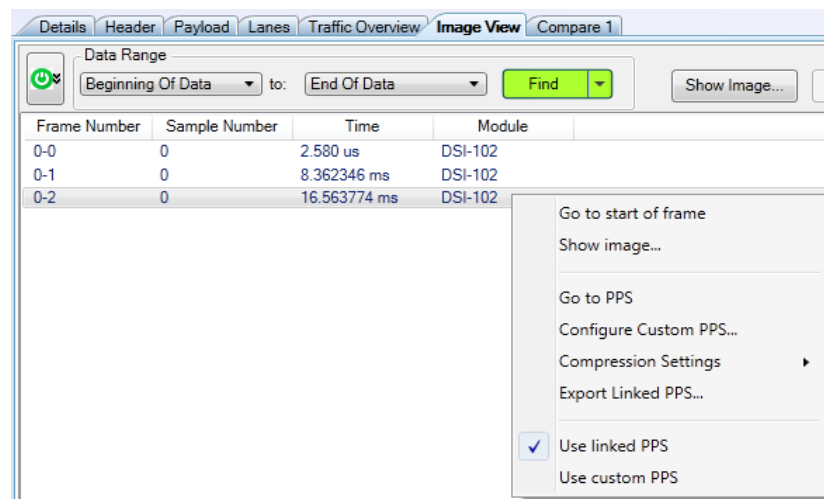 Details Header Payload Lanes Traffic Overview Image View Compare 1
Data Range
Beginning Of Data to: End Of Data Find Show Image...
Frame Number Sample Number Time Module
0-0 0 2.580 us DSI-102
0-1 0 8.362346 ms DSI-102
0-2 0 16.563774 ms DSI-102
Go to start of frame
Show image...
Go to PPS
Configure Custom PPS...
Compression Settings
Export Linked PPS...
Use linked PPS
Use custom PPS